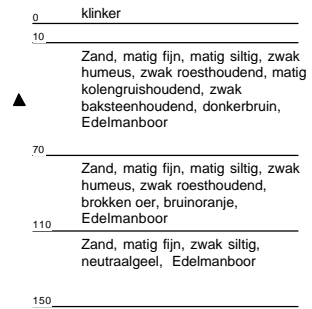 0 klinker
10
Zand, matig fijn, matig siltig, zwak
humeus, zwak roesthoudend, matig
kolengruishoudend, zwak
baksteenhoudend, donkerbruin,
Edelmanboor
70
Zand, matig fijn, matig siltig, zwak
humeus, zwak roesthoudend,
brokken oer, bruinoranje,
Edelmanboor
110
Zand, matig fijn, zwak siltig,
neutraalgeel, Edelmanboor
150